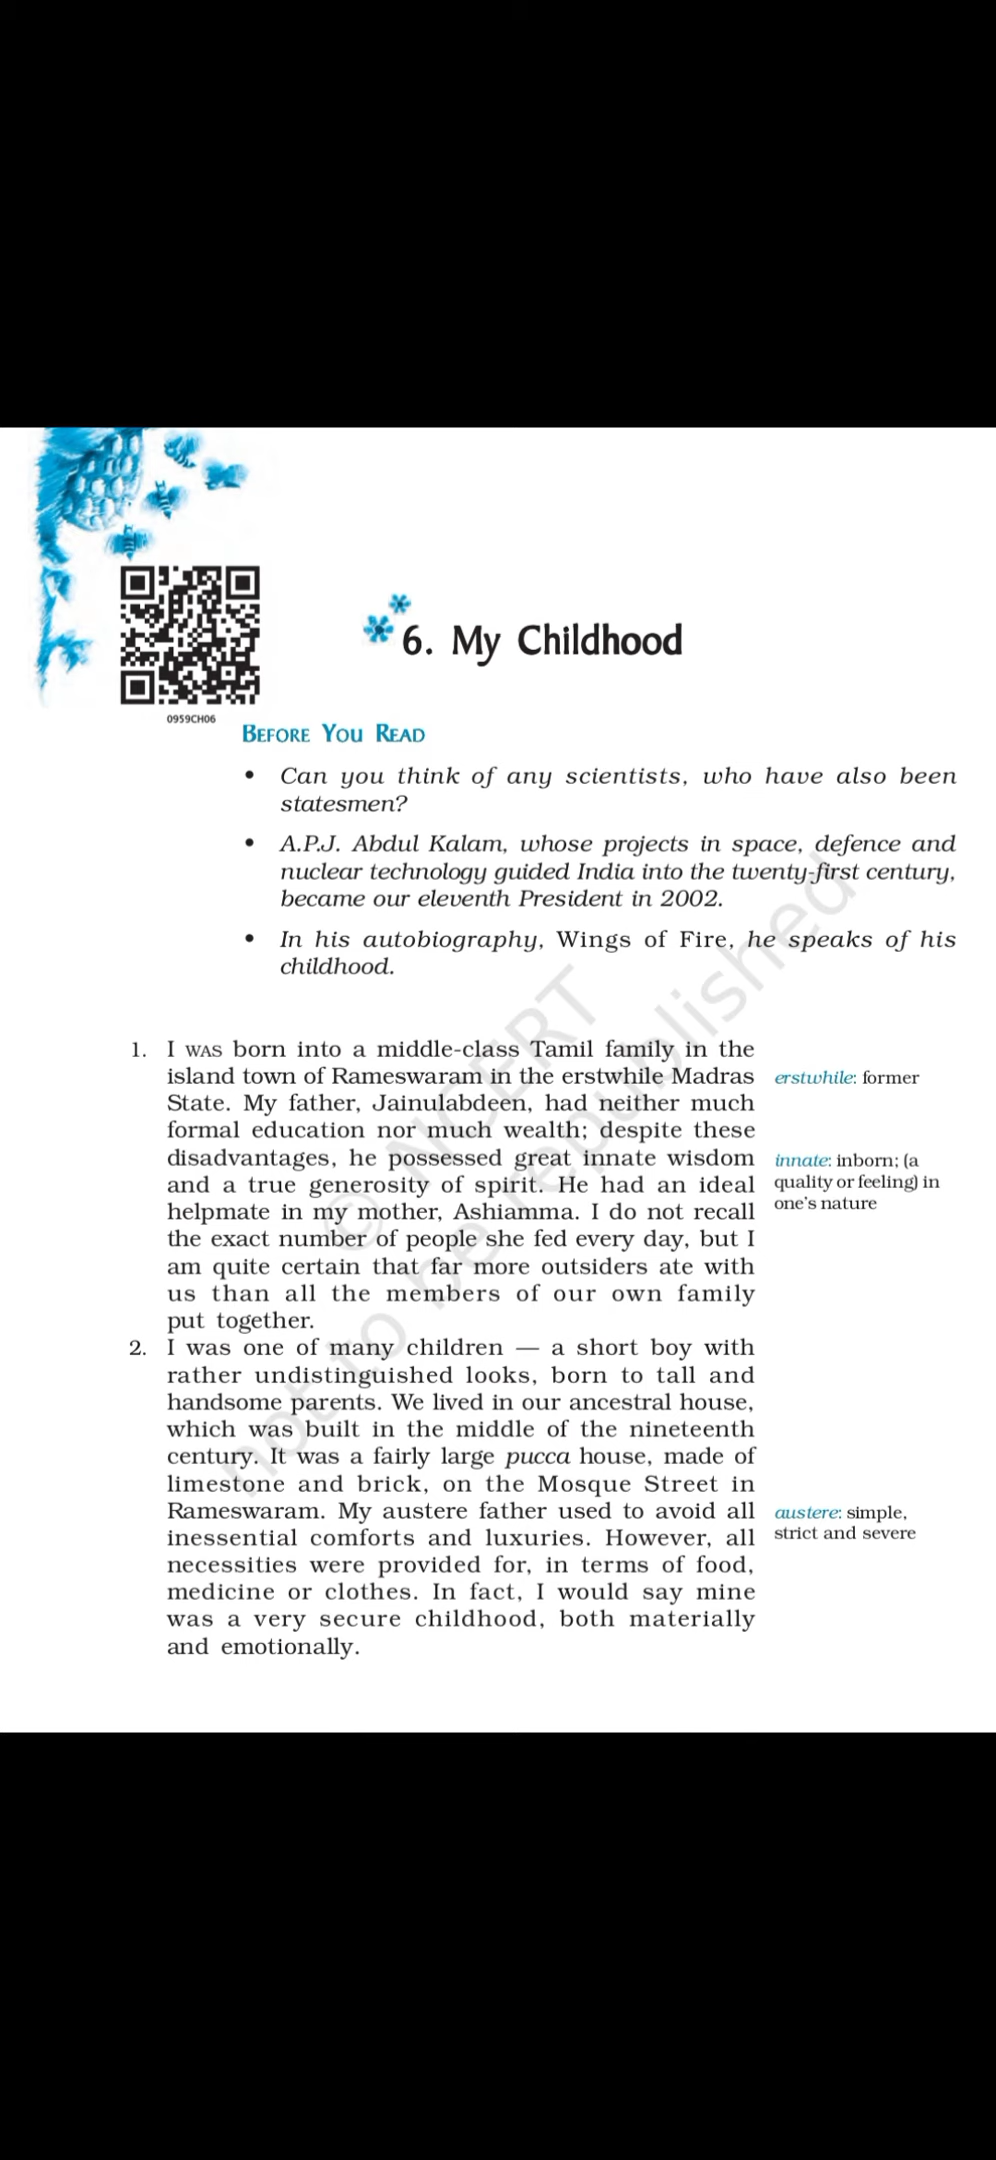 0959CH06
6. My Childhood
BEFORE YOU READ
• Can you think of any scientists, who have also been
statesmen?
• A.P.J. Abdul Kalam, whose projects in space, defence and
nuclear technology guided India into the twenty-first century,
became our eleventh President in 2002.
• In his autobiography, Wings of Fire, he speaks of his
childhood.
1. I WAS born into a middle-class Tamil family in the
island town of Rameswaram in the erstwhile Madras
State. My father, Jainulabdeen, had neither much
formal education nor much wealth; despite these
disadvantages, he possessed great innate wisdom
and a true generosity of spirit. He had an ideal
helpmate in my mother, Ashiamma. I do not recall
the exact number of people she fed every day, but I
am quite certain that far more outsiders ate with
us than all the members of our own family
put together.
erstwhile: former
innate: inborn; (a
quality or feeling) in
one's nature
2. I was one of many children — a short boy with
rather undistinguished looks, born to tall and
handsome parents. We lived in our ancestral house,
which was built in the middle of the nineteenth
century. It was a fairly large pucca house, made of
limestone and brick, on the Mosque Street in
Rameswaram. My austere father used to avoid all
inessential comforts and luxuries. However, all
necessities were provided for, in terms of food,
medicine or clothes. In fact, I would say mine
was a very secure childhood, both materially
and emotionally.
austere: simple,
strict and severe
© NCERT
not to be republished